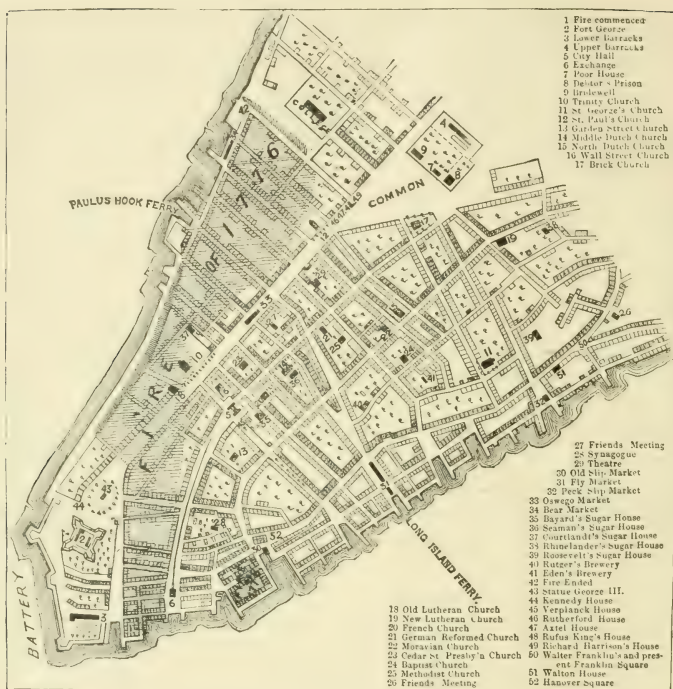 1 Fire commenced
2 Fort George
3 Lower Barracks
4 Upper Barracks
5 City Hall
6 Exchange
7 Poor House
8 Debtor's Prison
9 Bridewell
10 Trinity Church
11 St George's Church
12 St. Paul's Church
13 Garden Street Church
14 Middle Dutch Church
15 North Dutch Church
16 Wall Street Church
17 Brick Church
COMMON
PAULUS HOOK FERRY
FIRE OF 1776
BATTERY
LONG ISLAND FERRY.
18 Old Lutheran Church
19 New Lutheran Church
20 French Church
21 German Reformed Church
22 Moravian Church
23 Cedar St. Presby'n Church
24 Baptist Church
25 Methodist Church
26 Friends Meeting
27 Friends Meeting
28 Synagogue
29 Theatre
30 Old Slip Market
31 Fly Market
32 Peck Slip Market
33 Oswego Market
34 Bear Market
35 Bayard's Sugar House
36 Seaman's Sugar House
37 Courtlandt's Sugar House
38 Rhinelander's Sugar House
39 Roosevelt's Sugar House
40 Rutger's Brewery
41 Eden's Brewery
42 Fire Ended
43 Statue George III.
44 Kennedy House
45 Verplanck House
46 Rutherford House
47 Axtel House
48 Rufus King's House
49 Richard Harrison's House
50 Walter Franklin's and pres-
ent Franklin Square
51 Walton House
52 Hanover Square